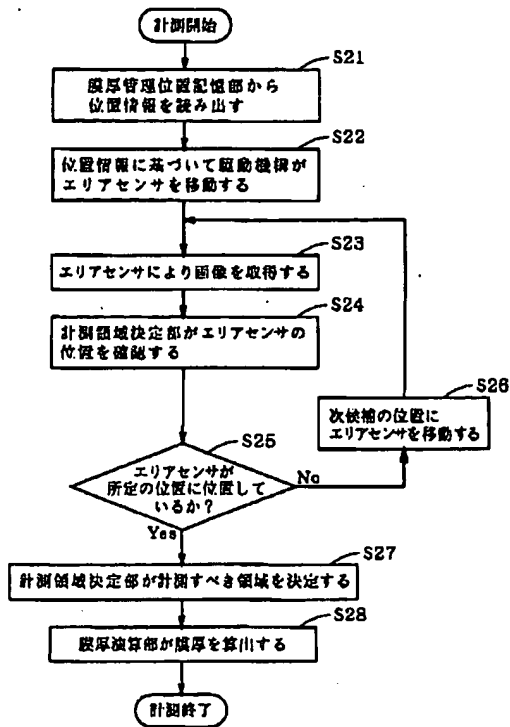 計測開始
S21
膜厚管理位置記憶部から
位置情報を読み出す
S22
位置情報に基づいて駆動機構が
エリアセンサを移動する
S23
エリアセンサにより画像を取得する
S24
計測領域決定部がエリアセンサの
位置を確認する
S26
次候補の位置に
エリアセンサを移動する
S25
エリアセンサが
所定の位置に位置して
いるか？
No
Yes
S27
計測領域決定部が計測すべき領域を決定する
S28
膜厚演算部が膜厚を算出する
計測終了